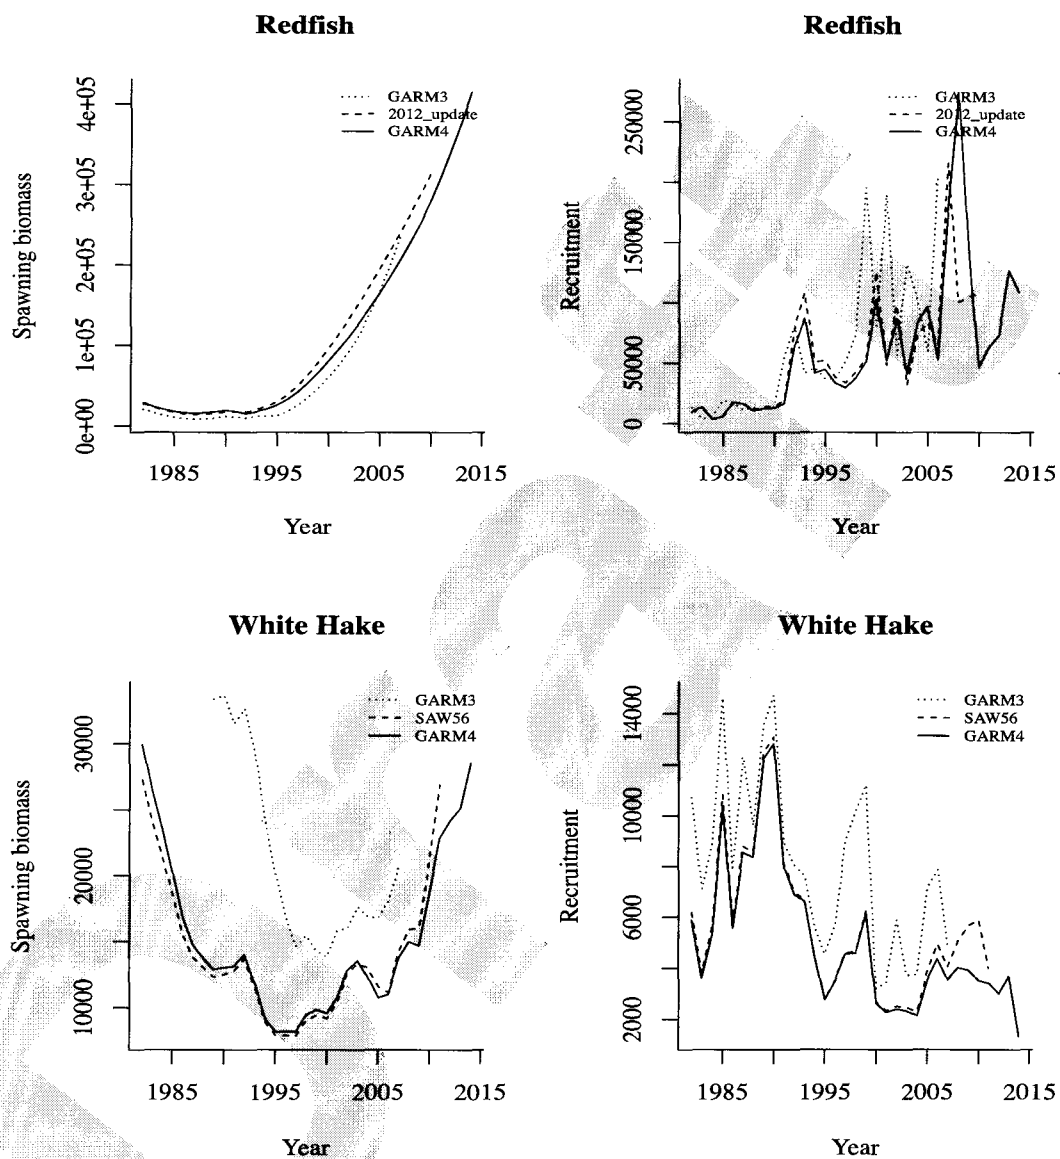 Redfish
4e+05
3e+05
2e+05
1e+05
0e+00
Spawning biomass
GARM3
2012_update
GARM4
1985
1995
2005
2015
Year
Redfish
250000
150000
50000
0
Recruitment
GARM3
2012_update
GARM4
1985
1995
2005
2015
Year
White Hake
30000
20000
10000
Spawning biomass
GARM3
SAW56
GARM4
1985
1995
2005
2015
Year
White Hake
14000
10000
6000
2000
Recruitment
GARM3
SAW56
GARM4
1985
1995
2005
2015
Year